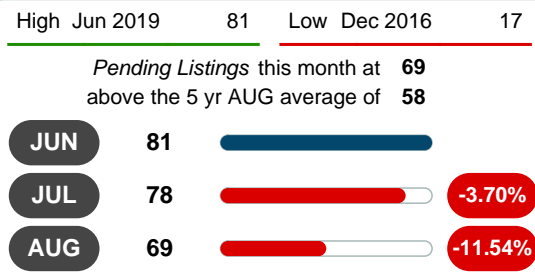 High Jun 2019 81 Low Dec 2016 17
Pending Listings this month at 69
above the 5 yr AUG average of 58
JUN 81
JUL 78 -3.70%
AUG 69 -11.54%